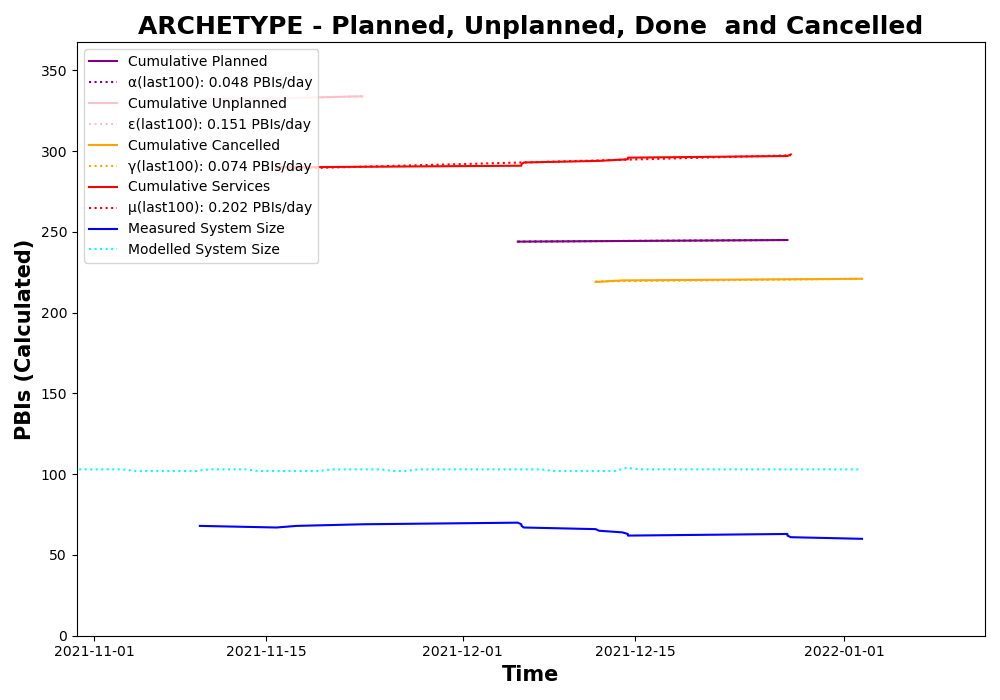 ARCHETYPE - Planned, Unplanned, Done  and Cancelled
PBIs (Calculated)
350
300
250
200
150
100
50
0
Cumulative Planned
α(last100): 0.048 PBIs/day
Cumulative Unplanned
ε(last100): 0.151 PBIs/day
Cumulative Cancelled
γ(last100): 0.074 PBIs/day
Cumulative Services
μ(last100): 0.202 PBIs/day
Measured System Size
Modelled System Size
2021-11-01 2021-11-15 2021-12-01 2021-12-15 2022-01-01
Time